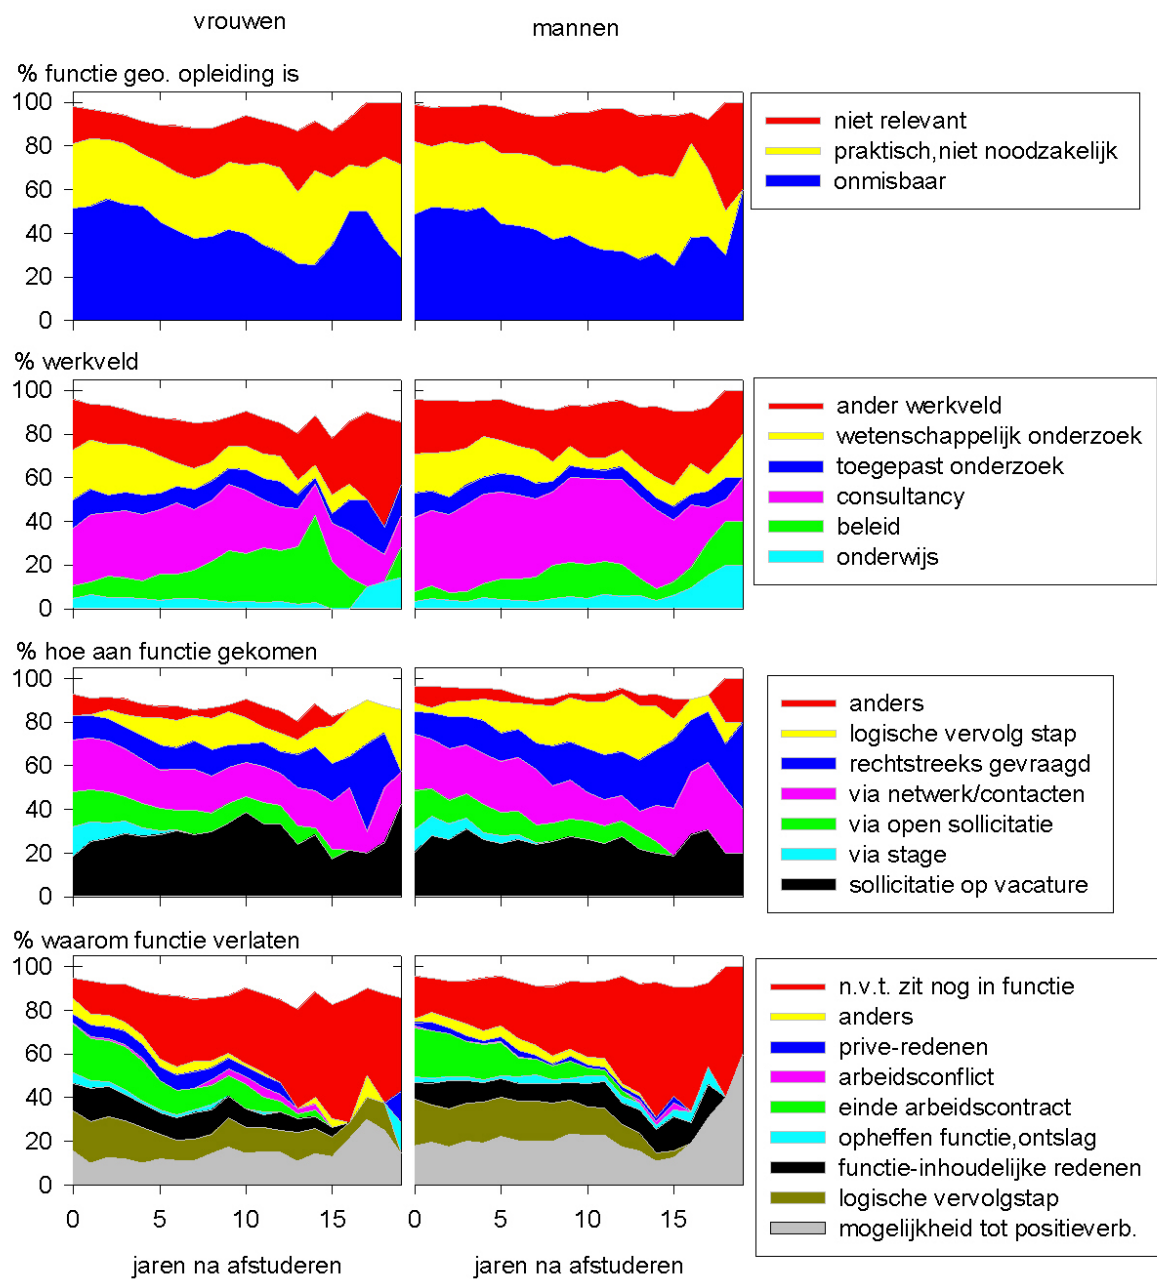 vrouwen
mannen
% functie geo. opleiding is
100
80
60
40
20
0
niet relevant
praktisch,niet noodzakelijk
onmisbaar
% werkveld
100
80
60
40
20
0
ander werkveld
wetenschappelijk onderzoek
toegepast onderzoek
consultancy
beleid
onderwijs
% hoe aan functie gekomen
100
80
60
40
20
0
anders
logische vervolg stap
rechtstreeks gevraagd
via netwerk/contacten
via open sollicitatie
via stage
sollicitatie op vacature
% waarom functie verlaten
100
80
60
40
20
0
n.v.t. zit nog in functie
anders
prive-redenen
arbeidsconflict
einde arbeidscontract
opheffen functie,ontslag
functie-inhoudelijke redenen
logische vervolgstap
mogelijkheid tot positieverb.
0 5 10 15
0 5 10 15
jaren na afstuderen
jaren na afstuderen